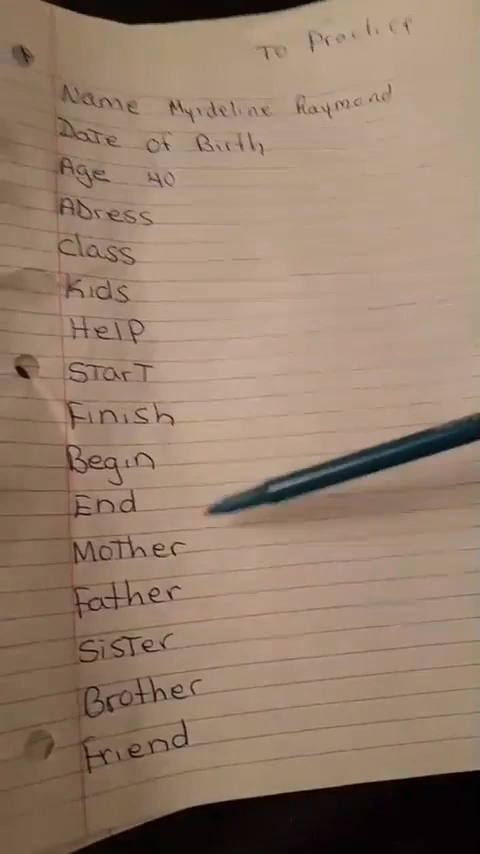 To Practice
Name Myrdeline Raymond
Date of Birth
Age 40
ADress
class
Kids
Help
Start
Finish
Begin
End
Mother
Father
Sister
Brother
Friend